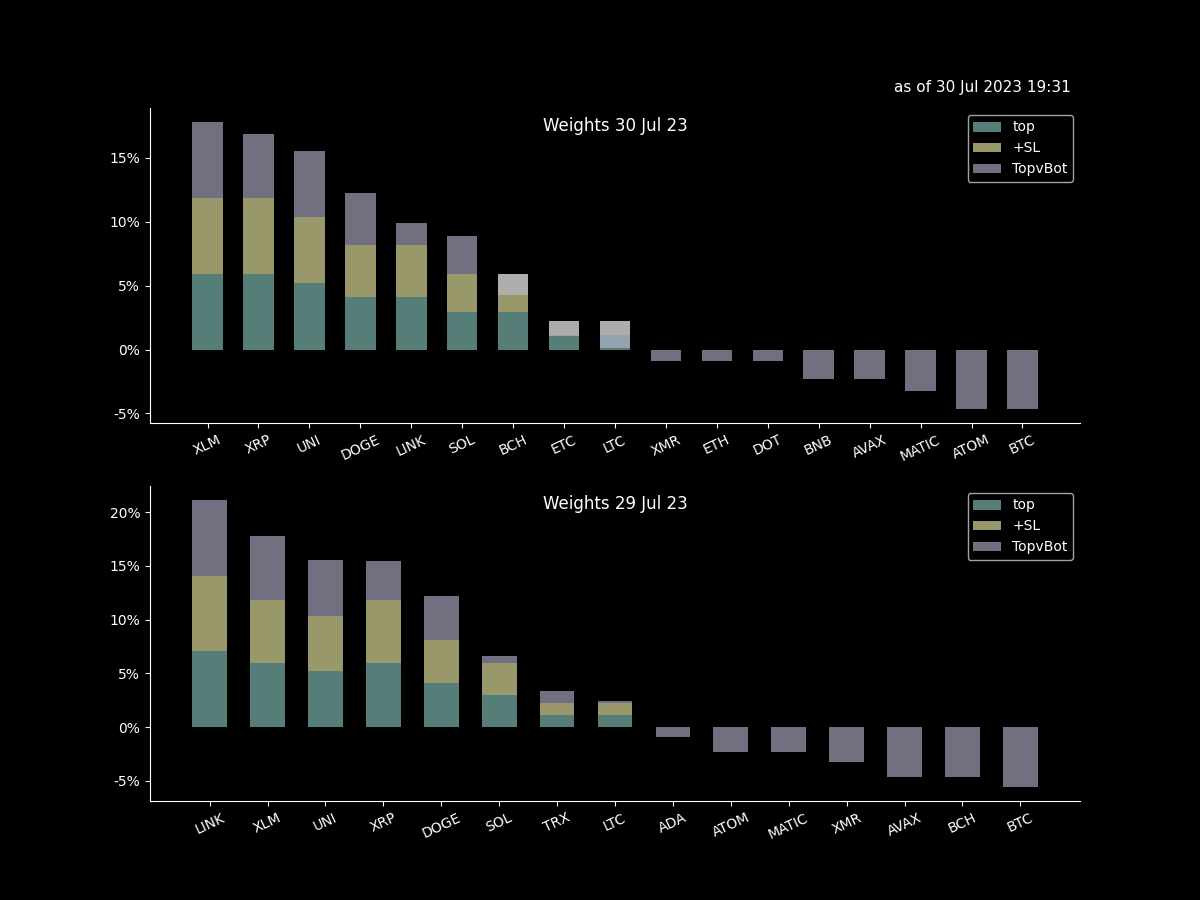 as of 30 Jul 2023 19:31
Weights 30 Jul 23
top
+SL
TopvBot
15%
10%
5%
0%
-5%
XLM XRP UNI DOGE LINK SOL BCH ETC LTC XMR ETH DOT BNB AVAX MATIC ATOM BTC
Weights 29 Jul 23
top
+SL
TopvBot
20%
15%
10%
5%
0%
-5%
LINK XLM UNI XRP DOGE SOL TRX LTC ADA ATOM MATIC XMR AVAX BCH BTC